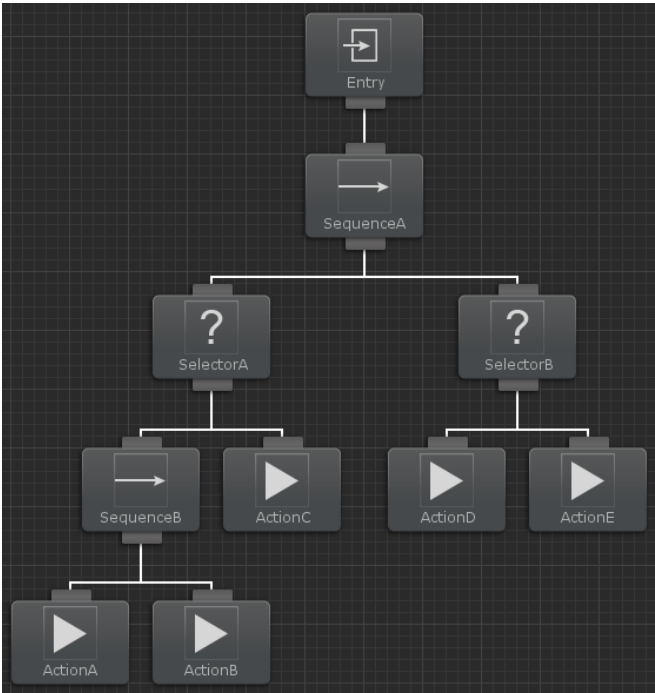 Entry
SequenceA
SelectorA
SelectorB
SequenceB
ActionC
ActionD
ActionE
ActionA
ActionB